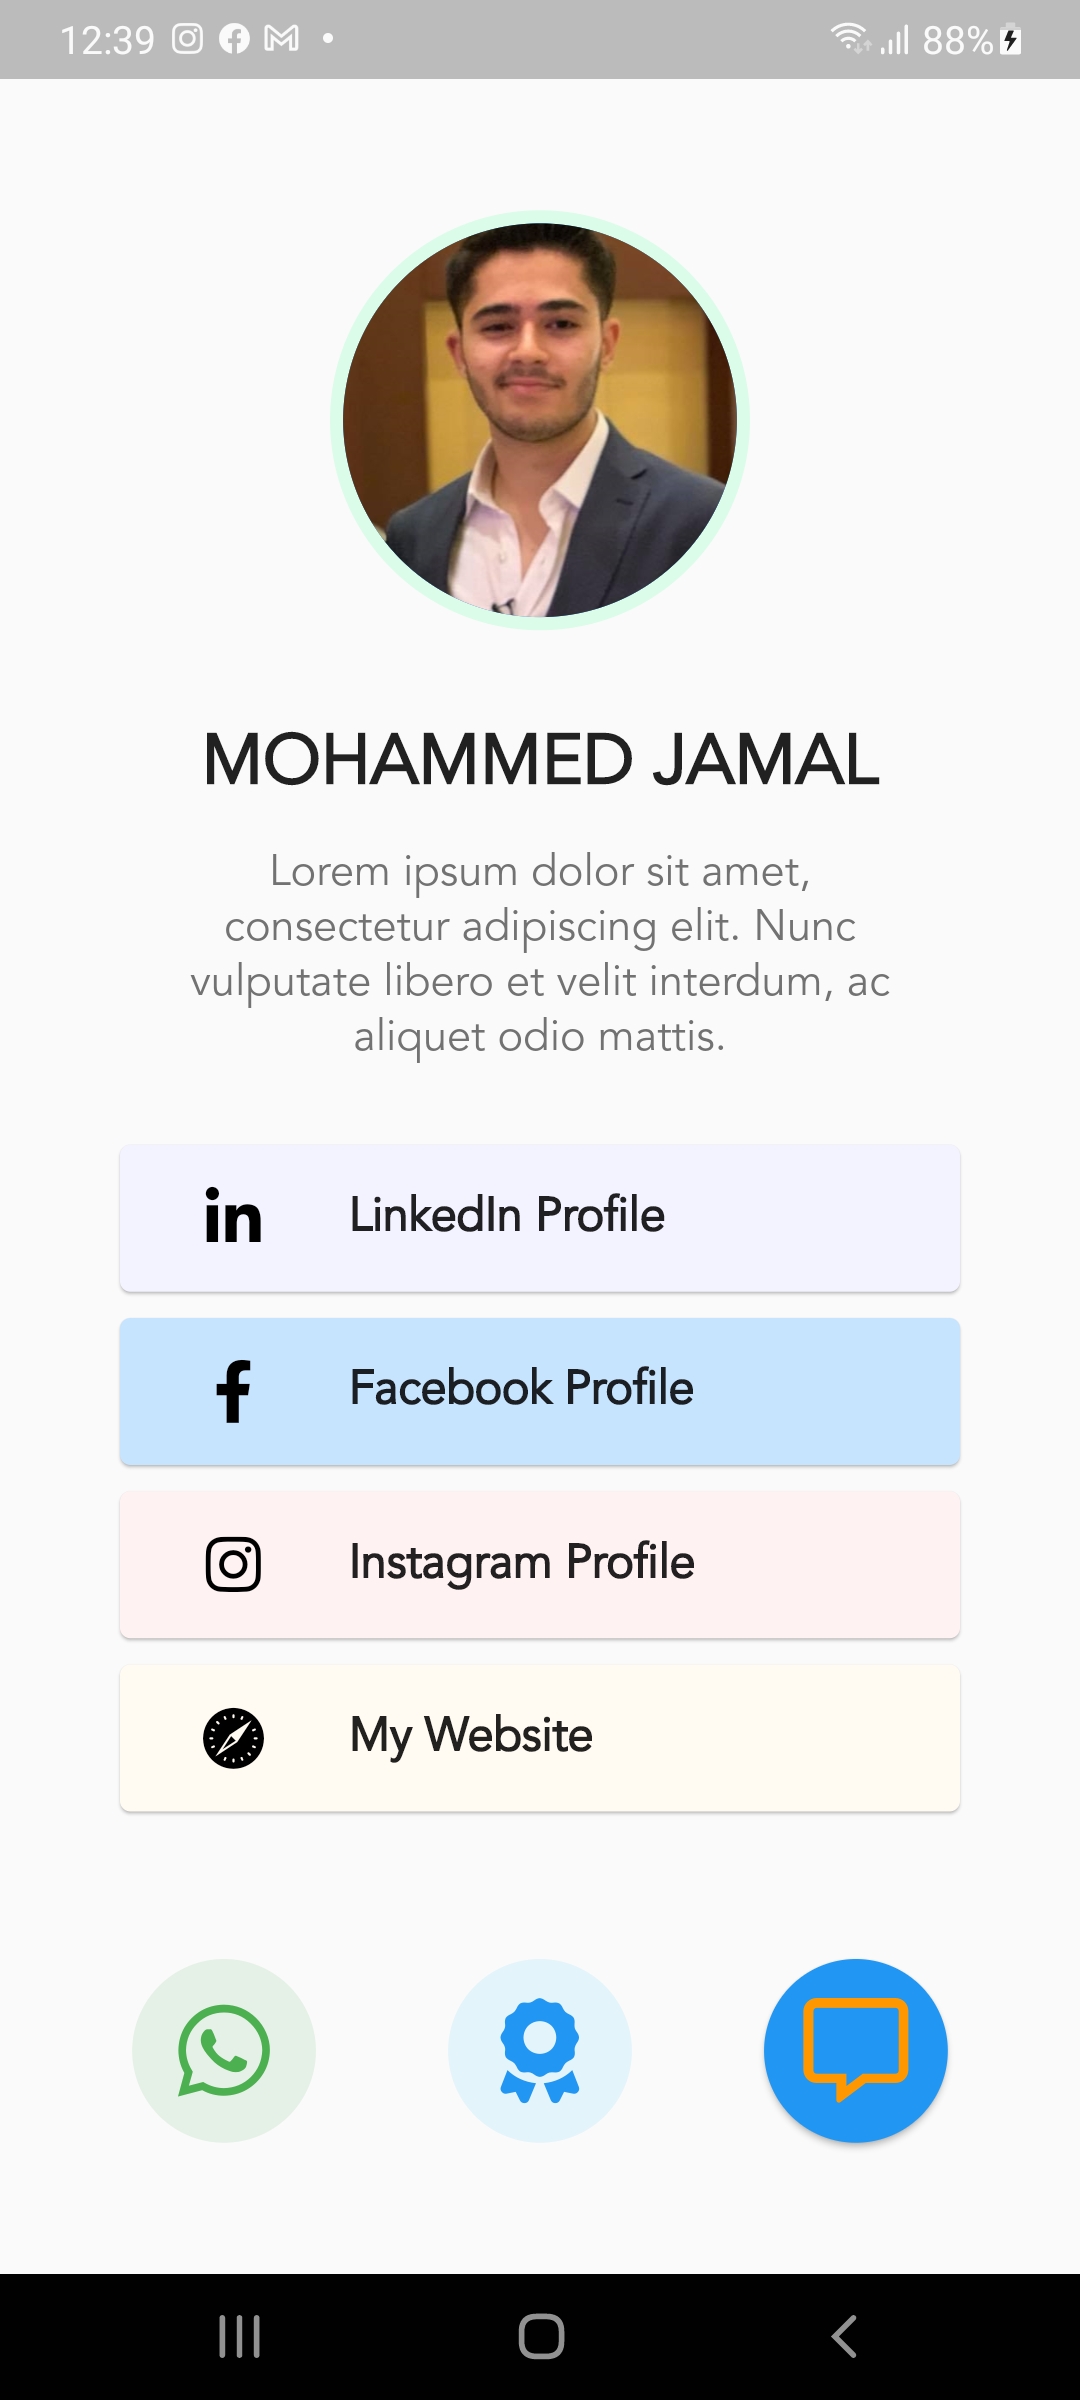 12:39
88%
MOHAMMED JAMAL
Lorem ipsum dolor sit amet,
consectetur adipiscing elit. Nunc
vulputate libero et velit interdum, ac
aliquet odio mattis.
LinkedIn Profile
Facebook Profile
Instagram Profile
My Website